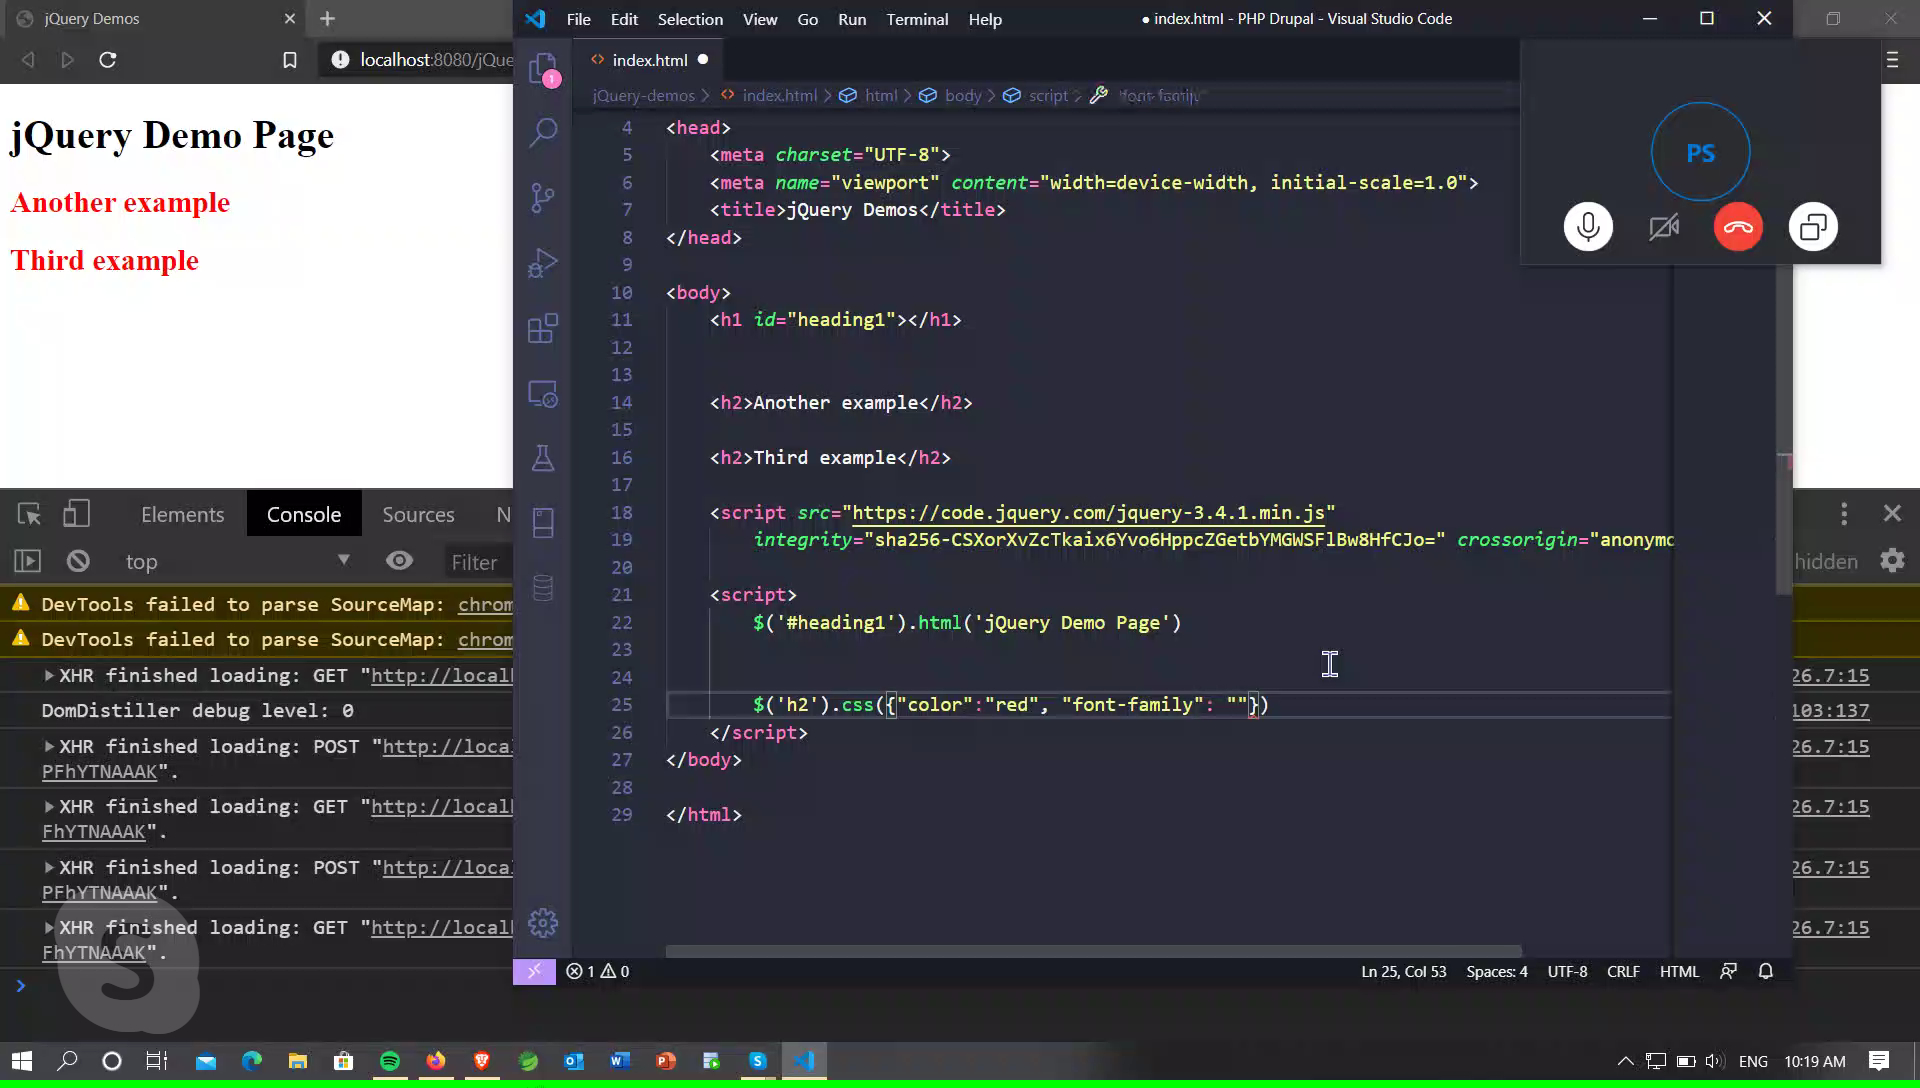 jQuery Demos
localhost:8080/jQue
File Edit Selection View Go Run Terminal Help
● index.html - PHP Drupal - Visual Studio Code
index.html
jQuery-demos > index.html > html > body > script > font-family
jQuery Demo Page
Another example
Third example
1
4 <head>
5 <meta charset="UTF-8">
6 <meta name="viewport" content="width=device-width, initial-scale=1.0">
7 <title>jQuery Demos</title>
8 </head>
9
10 <body>
11 <h1 id="heading1"></h1>
12
13
14 <h2>Another example</h2>
15
16 <h2>Third example</h2>
17
18 <script src="https://code.jquery.com/jquery-3.4.1.min.js"
19 integrity="sha256-CSXorXvZcTkaix6Yvo6HppcZGetbYMGWSFlBw8HfCJo=" crossorigin="anonymo
20
21 <script>
22 $('#heading1').html('jQuery Demo Page')
23
24
25 $('h2').css({"color":"red", "font-family": ""})
26 </script>
27 </body>
28
29 </html>
PS
Elements Console Sources N
top
Filter
hidden
DevTools failed to parse SourceMap: chrom
DevTools failed to parse SourceMap: chrom
XHR finished loading: GET "http://locall
26.7:15
DomDistiller debug level: 0
103:137
XHR finished loading: POST "http://loca
26.7:15
PFhYTNAAAK".
XHR finished loading: GET "http://locall
26.7:15
FhYTNAAAK".
XHR finished loading: POST "http://loca
26.7:15
PFhYTNAAAK".
XHR finished loading: GET "http://locall
26.7:15
FhYTNAAAK".
1 0
Ln 25, Col 53 Spaces: 4 UTF-8 CRLF HTML
ENG 10:19 AM